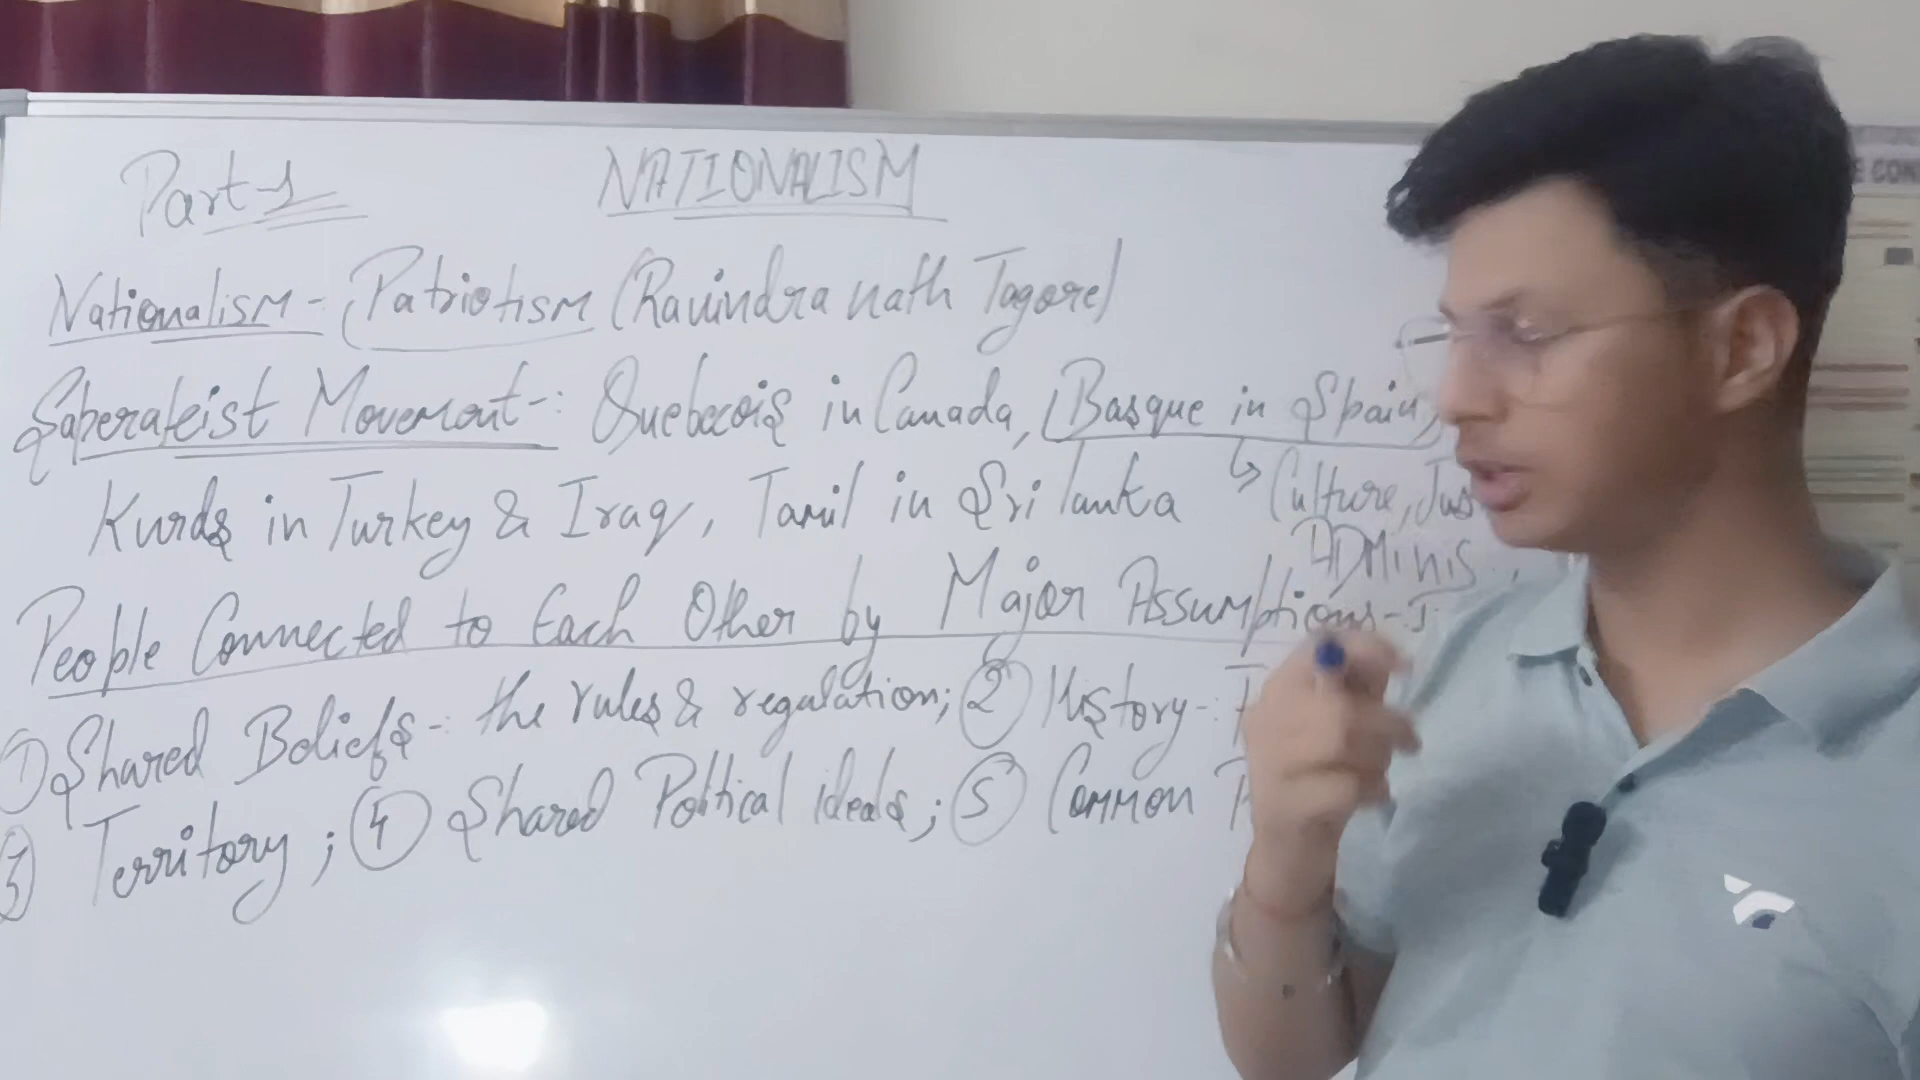 Part-1
NATIONALISM
Nationalism - Patriotism (Ravindra nath Tagore)
Saperateist Movement -: Quebecois in Canada, (Basque in Spain,
Kurds in Turkey & Iraq, Tamil in Sri lanka
↳ Culture, Jus
ADMinis
People Connected to Each Other by Major Assumptions -:
① Shared Beliefs -: the rules & regulation; ② History -:
③ Territory; ④ Shared Political ideals; ⑤ Common
E CON